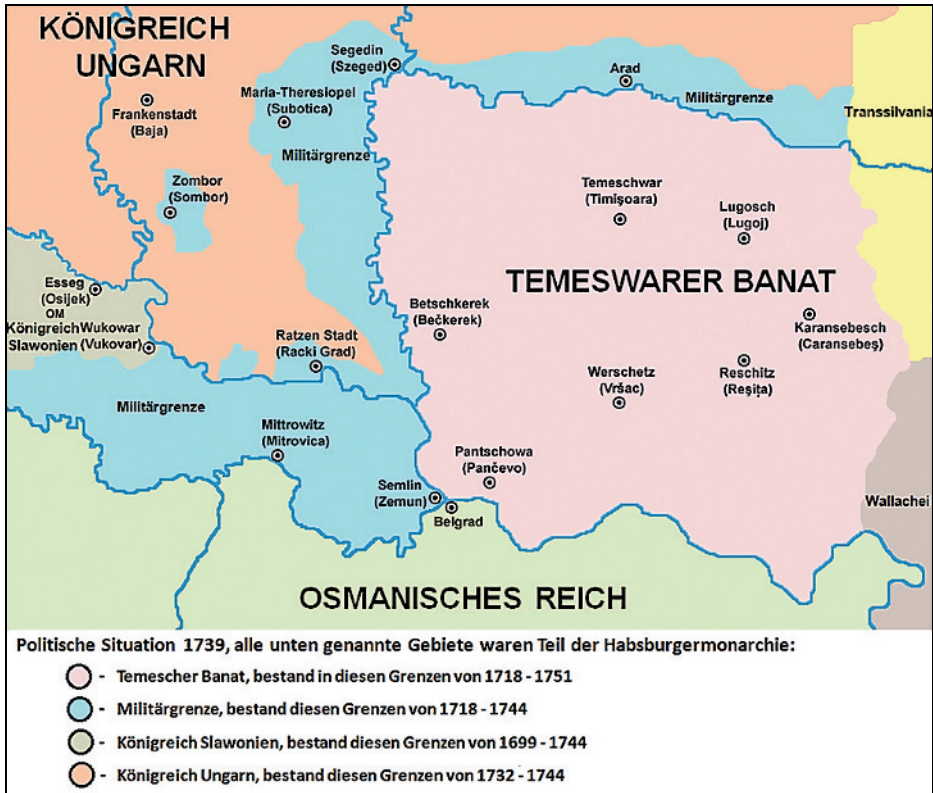 KÖNIGREICH
UNGARN
Segedin
(Szeged)
Arad
Maria-Theresiopel
(Subotica)
Militärgrenze
Frankenstadt
(Baja)
Transsilvania
Militärgrenze
Zombor
(Sombor)
Temeschwar
(Timişoara)
Lugosch
(Lugoj)
TEMESWARER BANAT
Esseg
(Osijek)
OM
Königreich
Slawonien
Wukowar
(Vukovar)
Betschkerek
(Bečkerek)
Karansebesch
(Caransebeş)
Ratzen Stadt
(Racki Grad)
Werschetz
(Vršac)
Reschitz
(Reşiţa)
Militärgrenze
Mittrowitz
(Mitrovica)
Pantschowa
(Pančevo)
Semlin
(Zemun)
Belgrad
Wallachei
OSMANISCHES REICH
Politische Situation 1739, alle unten genannte Gebiete waren Teil der Habsburgermonarchie:
- Temescher Banat, bestand in diesen Grenzen von 1718 - 1751
- Militärgrenze, bestand diesen Grenzen von 1718 - 1744
- Königreich Slawonien, bestand diesen Grenzen von 1699 - 1744
- Königreich Ungarn, bestand diesen Grenzen von 1732 - 1744